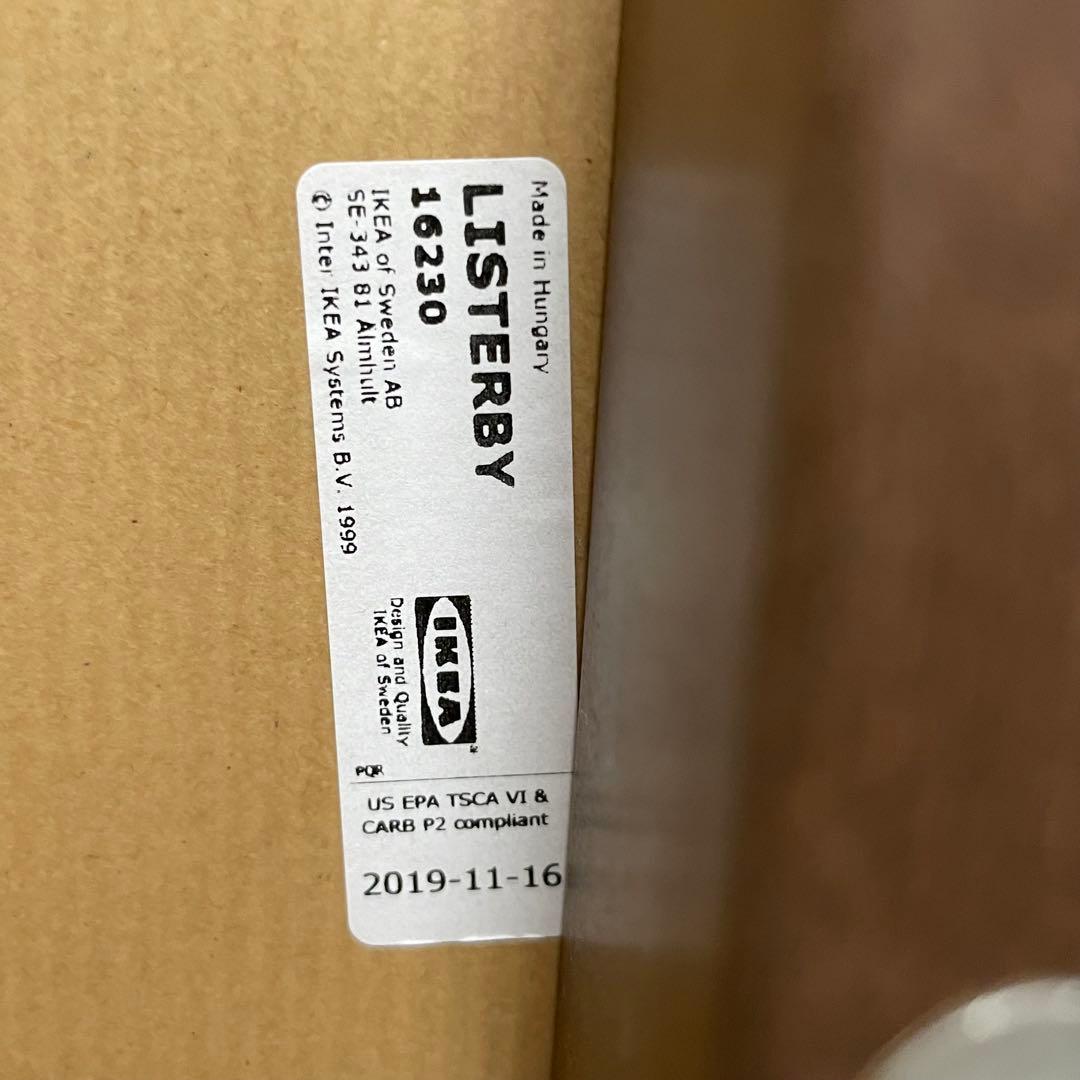 Made in Hungary
LISTERBY
16230
IKEA of Sweden AB
SE-343 81 Älmhult
© Inter IKEA Systems B.V. 1999
IKEA
Design and Quality
IKEA of Sweden
PQR
US EPA TSCA VI &
CARB P2 compliant
2019-11-16